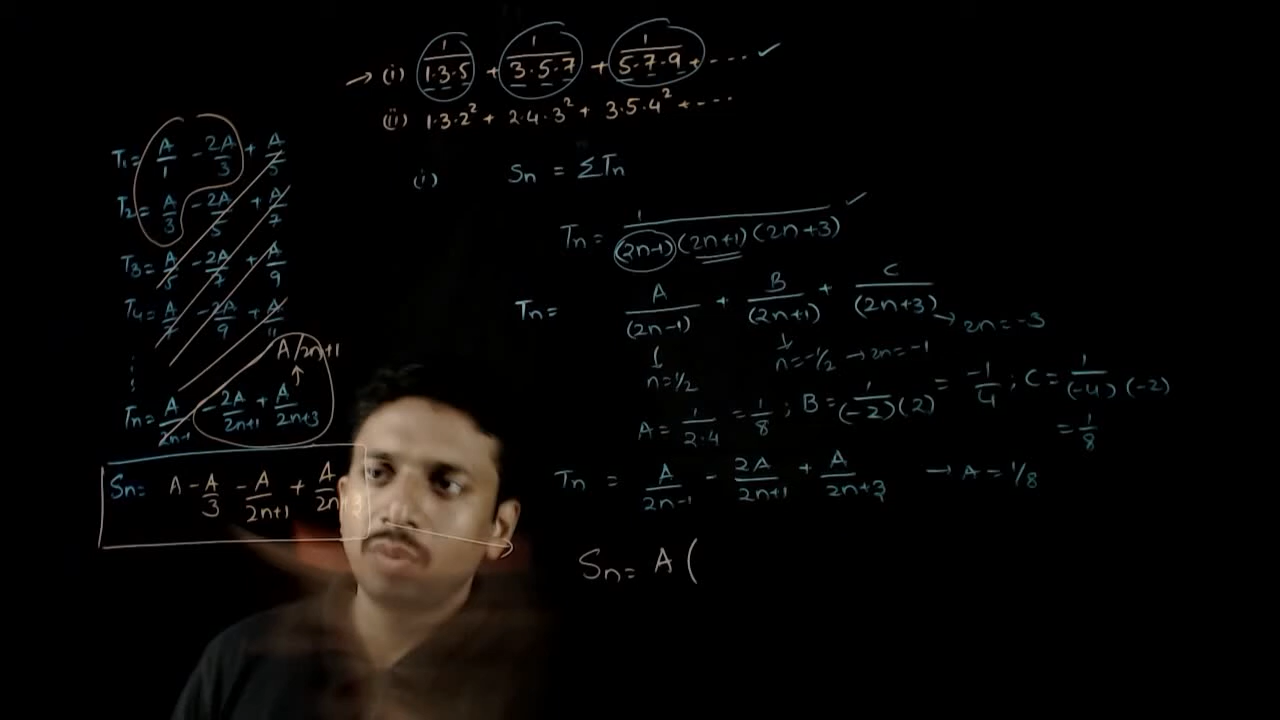 → (i) 1/(1·3·5) + 1/(3·5·7) + 1/(5·7·9) + ···· ✓
(ii) 1·3·2² + 2·4·3² + 3·5·4² + ···
(i) Sn = ΣTn
Tn = 1/((2n-1)(2n+1)(2n+3)) ✓
Tn = A/(2n-1) + B/(2n+1) + C/(2n+3) → 2n=-3
↓ n=1/2
↓ n=-1/2 → 2n=-1
A = 1/(2·4) = 1/8 ; B = 1/((-2)(2)) = -1/4 ; C = 1/((-4)(-2))
= 1/8
Tn = A/(2n-1) - 2A/(2n+1) + A/(2n+3) → A = 1/8
Sn = A (
T1 = A/1 - 2A/3 + A/5
T2 = A/3 - 2A/5 + A/7
T3 = A/5 - 2A/7 + A/9
T4 = A/7 - 2A/9 + A/11
⋮
A/2n+1
↑
Tn = A/(2n-1) - 2A/(2n+1) + A/(2n+3)
Sn = A - A/3 - A/(2n+1) + A/(2n+3)